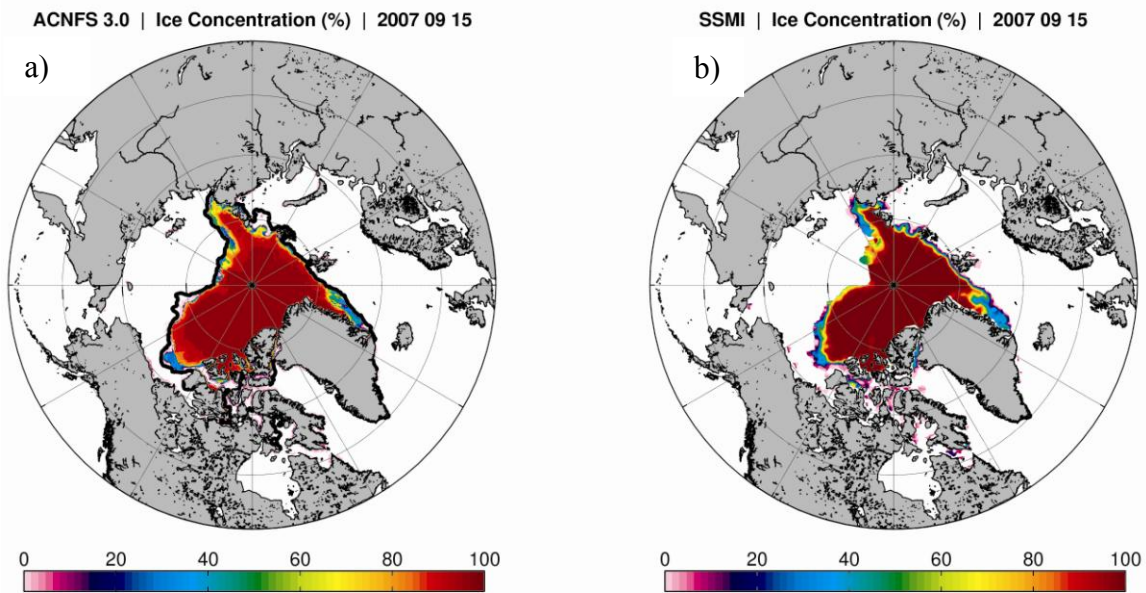 ACNFS 3.0 | Ice Concentration (%) | 2007 09 15
a)
0 20 40 60 80 100
SSMI | Ice Concentration (%) | 2007 09 15
b)
0 20 40 60 80 100